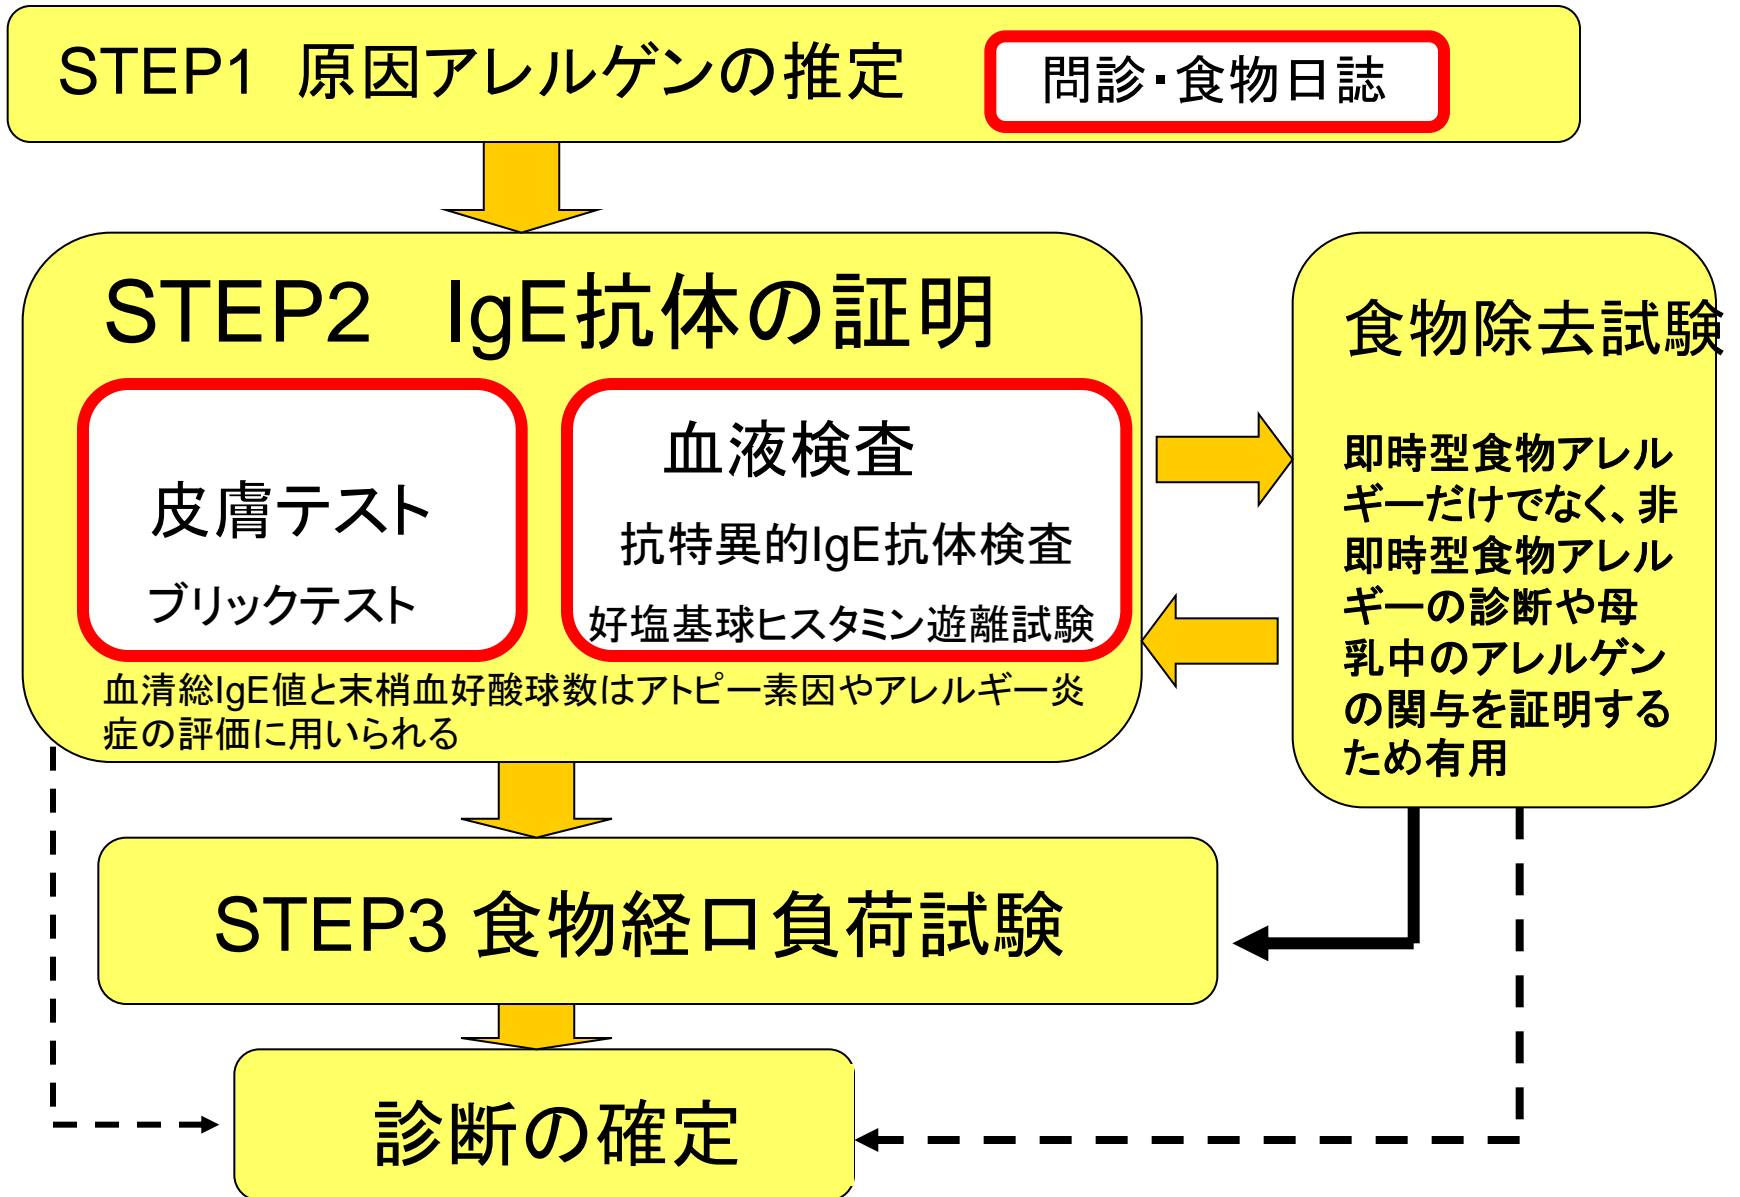 STEP1 原因アレルゲンの推定
問診・食物日誌
STEP2 IgE抗体の証明
皮膚テスト
ブリックテスト
血液検査
抗特異的IgE抗体検査
好塩基球ヒスタミン遊離試験
血清総IgE値と末梢血好酸球数はアトピー素因やアレルギー炎
症の評価に用いられる
食物除去試験
即時型食物アレル
ギーだけでなく、非
即時型食物アレル
ギーの診断や母
乳中のアレルゲン
の関与を証明する
ため有用
STEP3 食物経口負荷試験
診断の確定